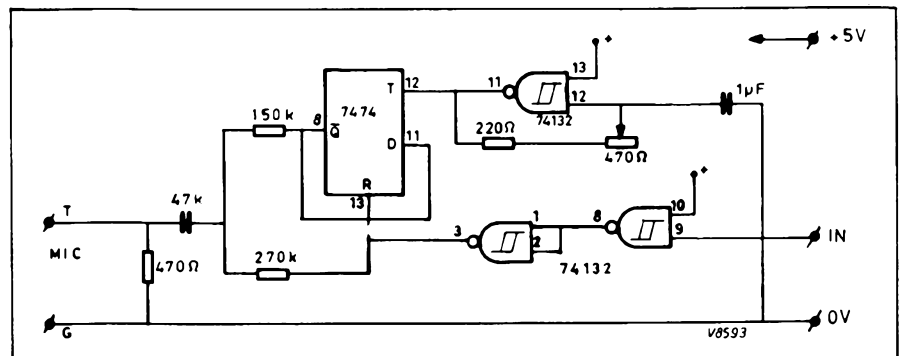 + +5V
13
1μF
T 12 11
7474 12
150k 8 Q̅ 74132
11
D 220Ω
470Ω
R
13 +
47k 10
T 1 8
3 9 IN
MIC 2
270k 74132
470Ω
G V8593 0V